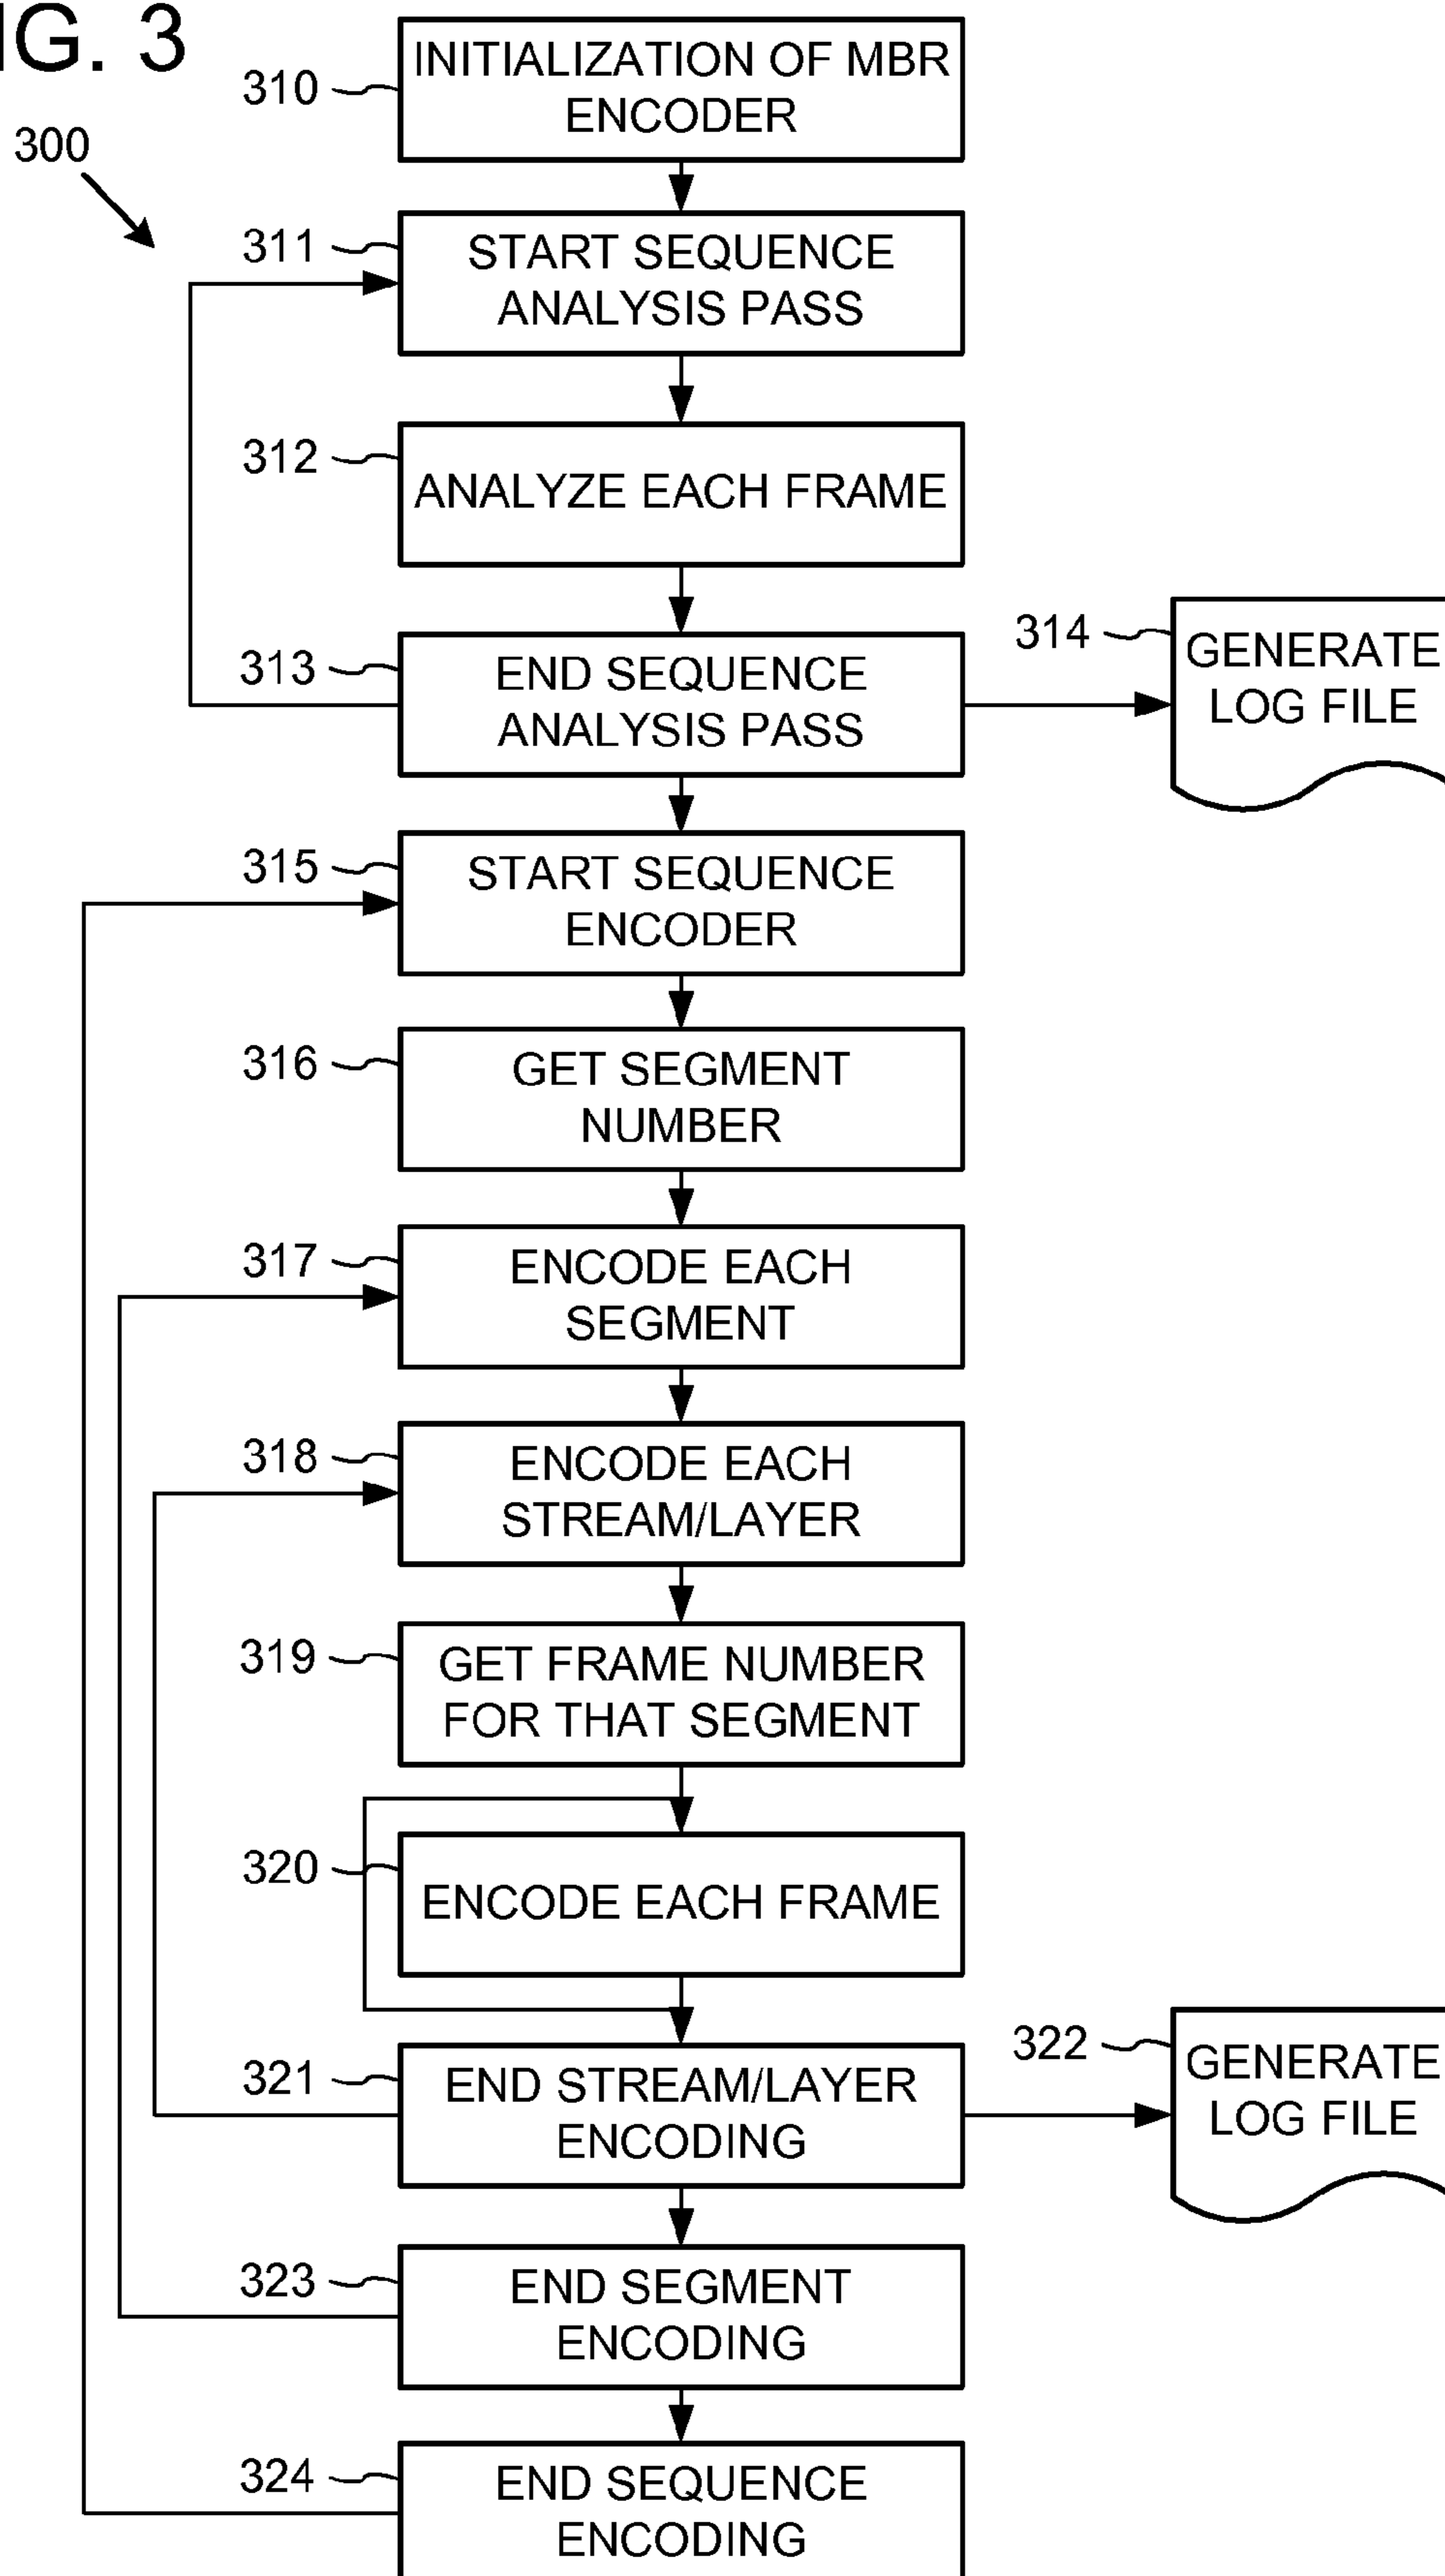 IG. 3
300
310
INITIALIZATION OF MBR
ENCODER
311
START SEQUENCE
ANALYSIS PASS
312
ANALYZE EACH FRAME
313
END SEQUENCE
ANALYSIS PASS
314
GENERATE
LOG FILE
315
START SEQUENCE
ENCODER
316
GET SEGMENT
NUMBER
317
ENCODE EACH
SEGMENT
318
ENCODE EACH
STREAM/LAYER
319
GET FRAME NUMBER
FOR THAT SEGMENT
320
ENCODE EACH FRAME
321
END STREAM/LAYER
ENCODING
322
GENERATE
LOG FILE
323
END SEGMENT
ENCODING
324
END SEQUENCE
ENCODING